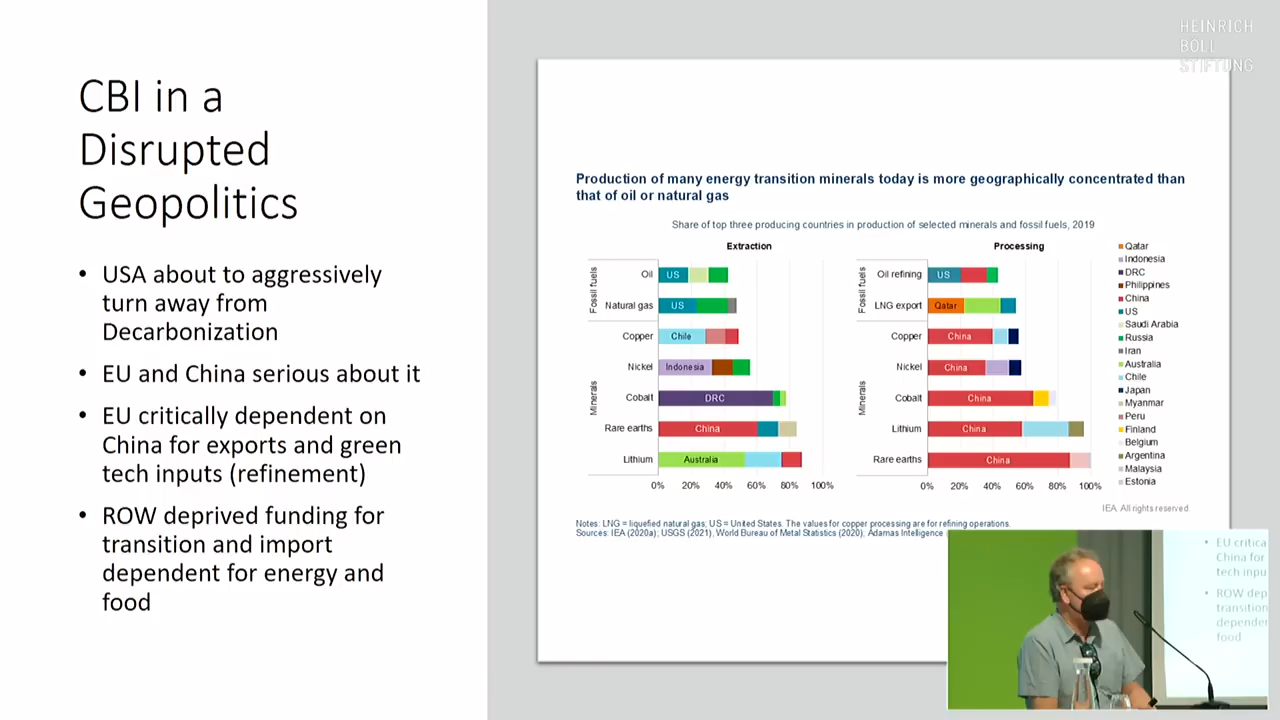 HEINRICH
BÖLL
STIFTUNG
CBI in a
Disrupted
Geopolitics
• USA about to aggressively
turn away from
Decarbonization
• EU and China serious about it
• EU critically dependent on
China for exports and green
tech inputs (refinement)
• ROW deprived funding for
transition and import
dependent for energy and
food
Production of many energy transition minerals today is more geographically concentrated than
that of oil or natural gas
Share of top three producing countries in production of selected minerals and fossil fuels, 2019
Extraction
Fossil fuels
Oil US
Natural gas US
Minerals
Copper Chile
Nickel Indonesia
Cobalt DRC
Rare earths China
Lithium Australia
0% 20% 40% 60% 80% 100%
Processing
Fossil fuels
Oil refining US
LNG export Qatar
Minerals
Copper China
Nickel China
Cobalt China
Lithium China
Rare earths China
0% 20% 40% 60% 80% 100%
Qatar
Indonesia
DRC
Philippines
China
US
Saudi Arabia
Russia
Iran
Australia
Chile
Japan
Myanmar
Peru
Finland
Belgium
Argentina
Malaysia
Estonia
IEA. All rights reserved.
Notes: LNG = liquefied natural gas; US = United States. The values for copper processing are for refining operations.
Sources: IEA (2020a); USGS (2021), World Bureau of Metal Statistics (2020); Adamas Intelligence
• EU critica
China for
tech inpu
• ROW dep
transition
depender
food